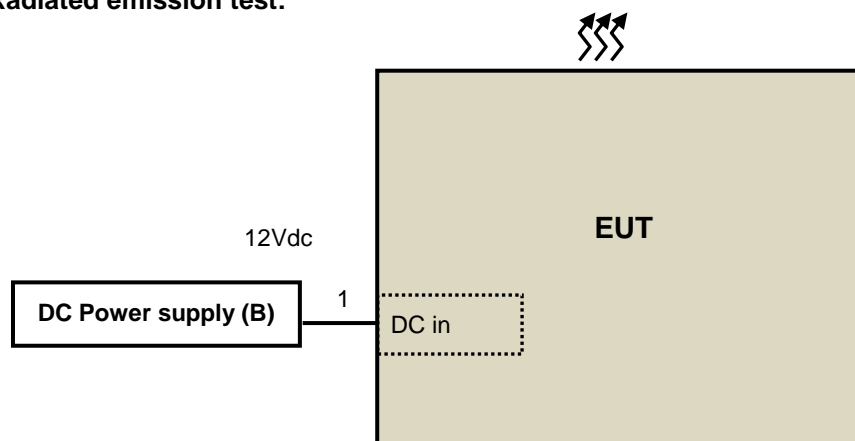 Radiated emission test:
EUT
12Vdc
DC Power supply (B)
1
DC in